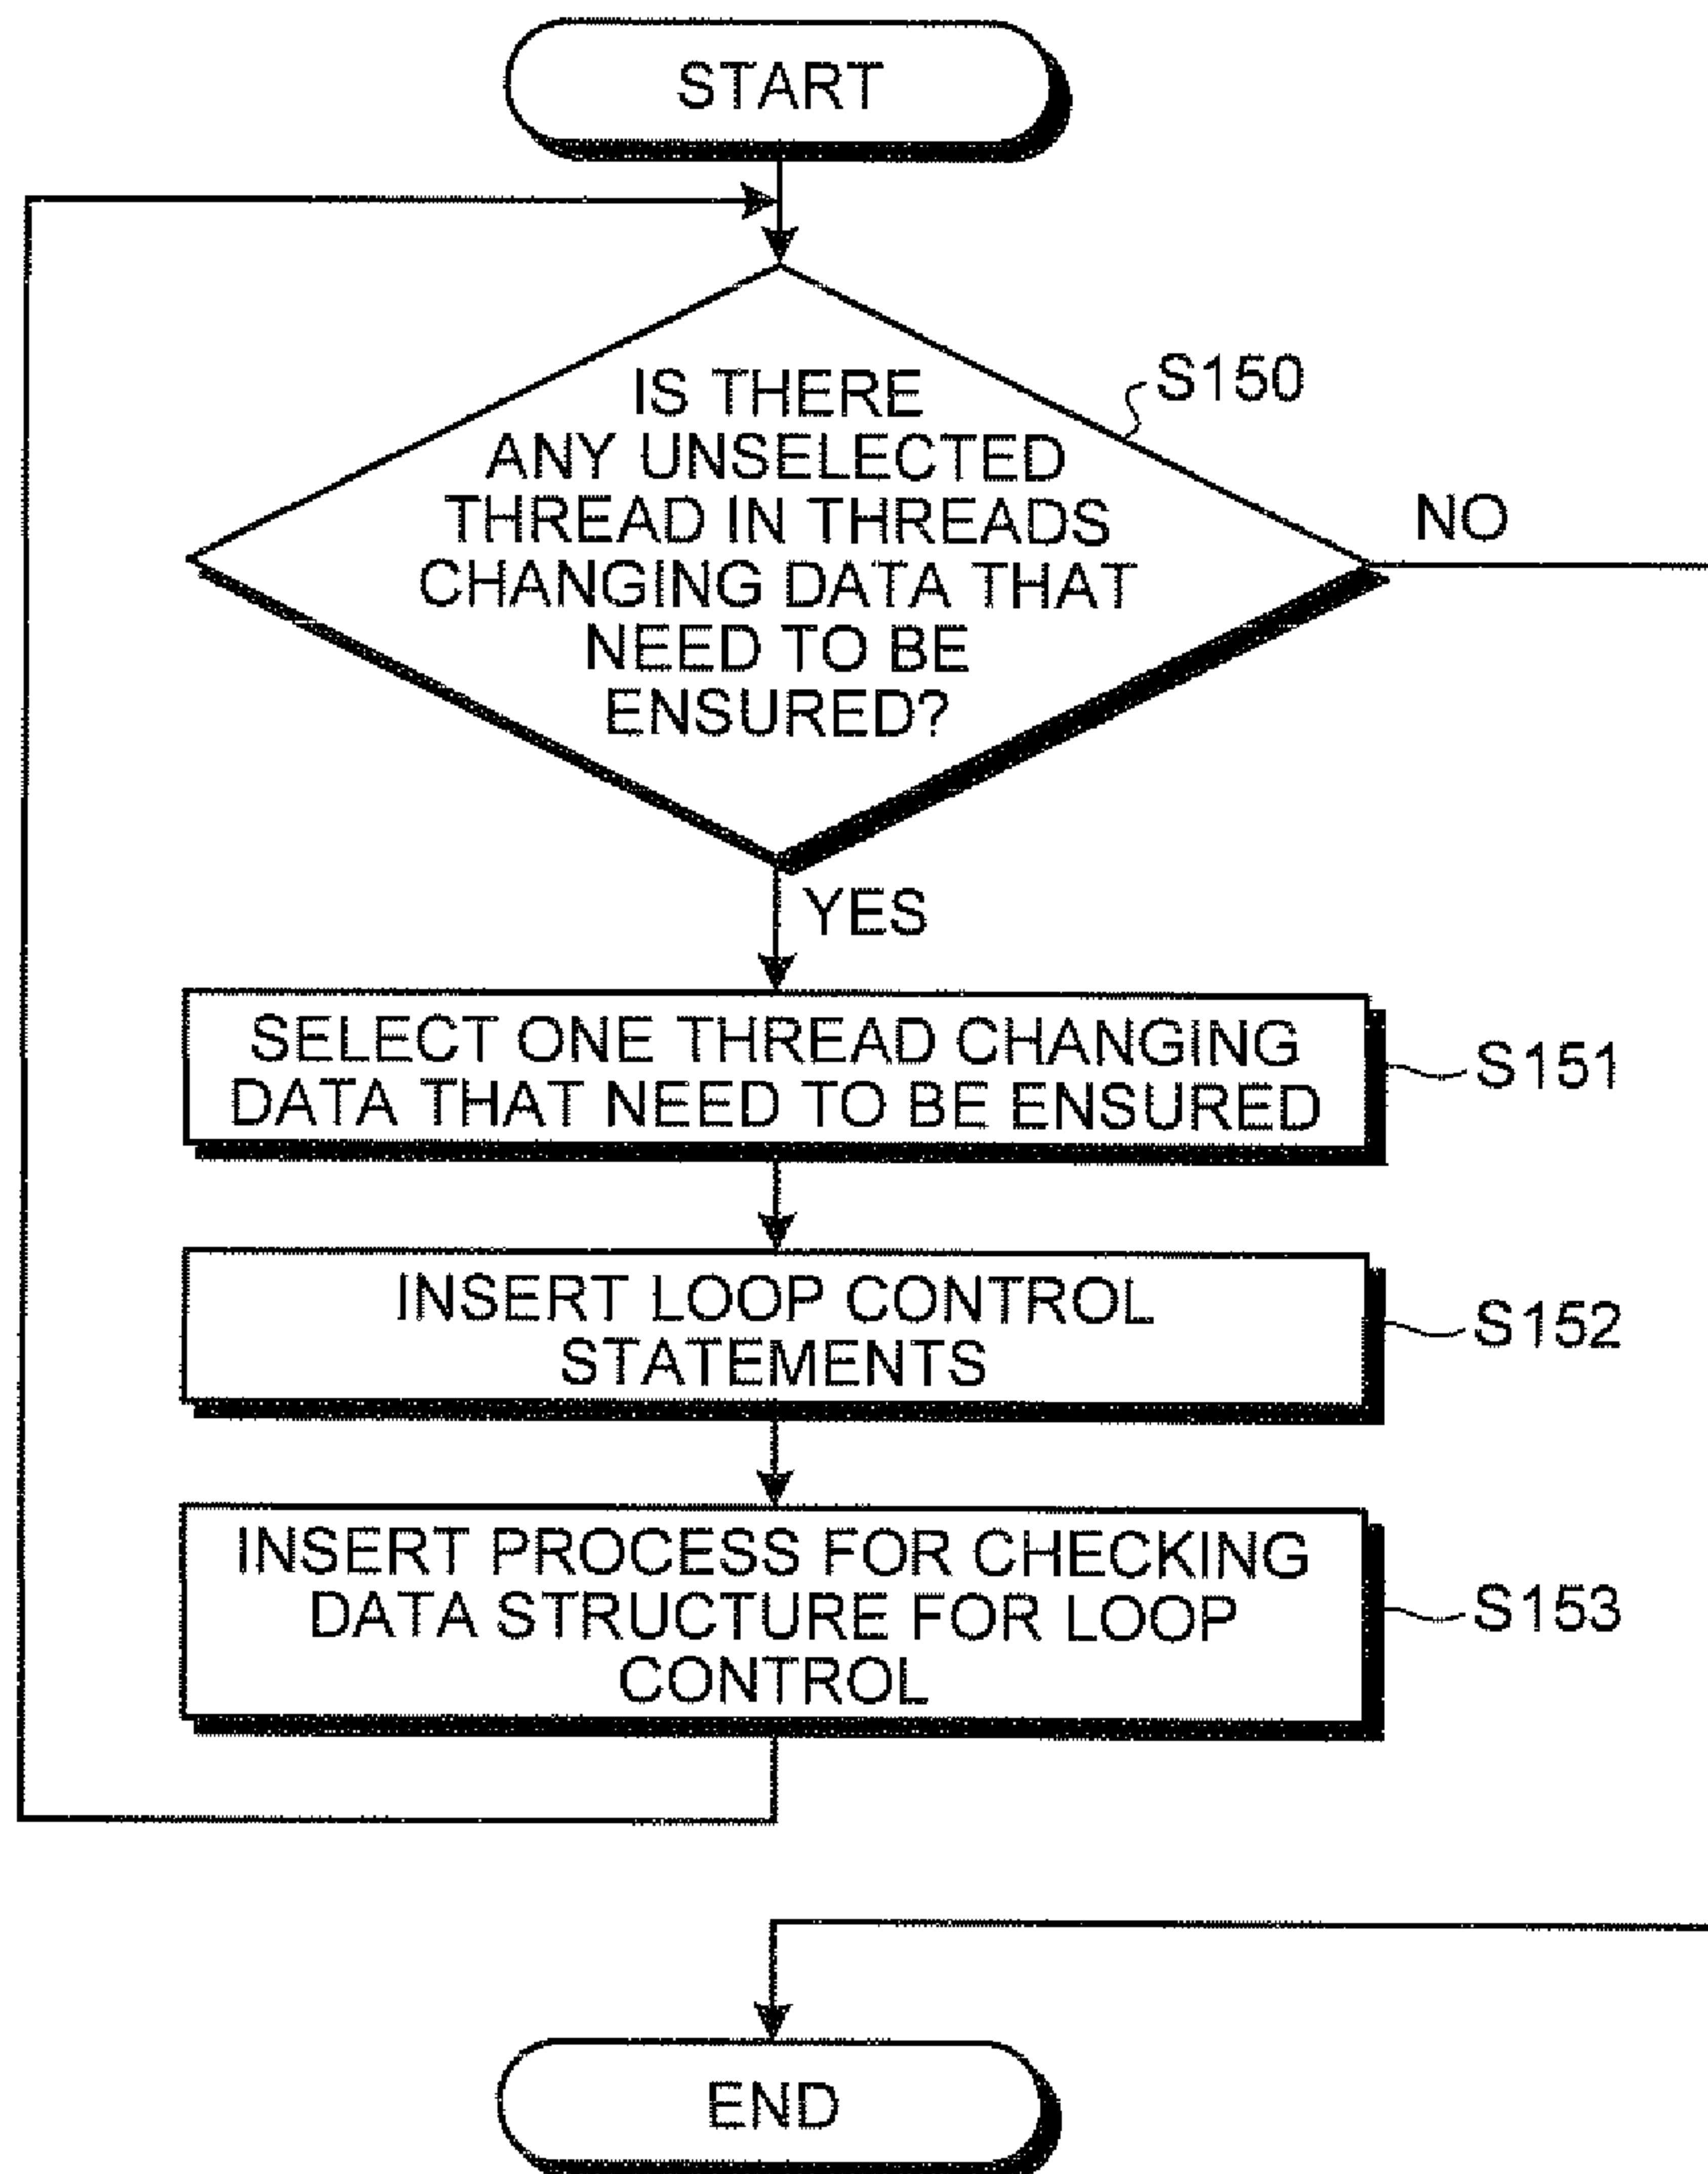 START
IS THERE
ANY UNSELECTED
THREAD IN THREADS
CHANGING DATA THAT
NEED TO BE
ENSURED?
S150
NO
YES
SELECT ONE THREAD CHANGING
DATA THAT NEED TO BE ENSURED
S151
INSERT LOOP CONTROL
STATEMENTS
S152
INSERT PROCESS FOR CHECKING
DATA STRUCTURE FOR LOOP
CONTROL
S153
END